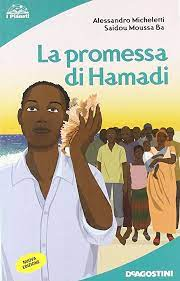 i Pianeti
Alessandro Micheletti
Saidou Moussa Ba
La promessa
di Hamadi
NUOVA
EDIZIONE
DEAGOSTINI